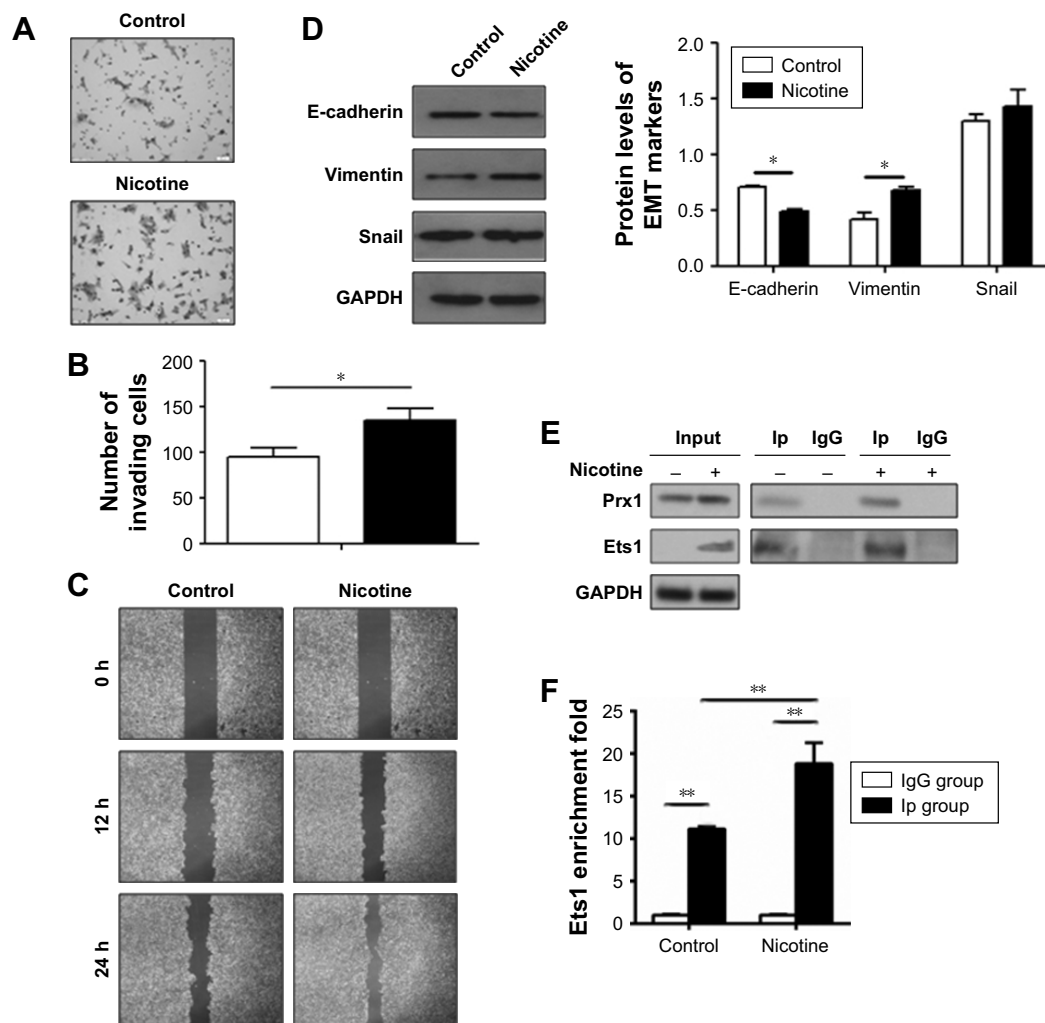 A
Control
Nicotine
B
200
150
100
50
0
Number of
invading cells
*
C
Control
Nicotine
0 h
12 h
24 h
D
Control
Nicotine
E-cadherin
Vimentin
Snail
GAPDH
Protein levels of
EMT markers
2.0
1.5
1.0
0.5
0.0
Control
Nicotine
*
*
E-cadherin
Vimentin
Snail
E
Input
Ip
IgG
Ip
IgG
Nicotine
– + – – + +
Prx1
Ets1
GAPDH
F
Ets1 enrichment fold
25
20
15
10
5
0
**
**
**
Control
Nicotine
IgG group
Ip group